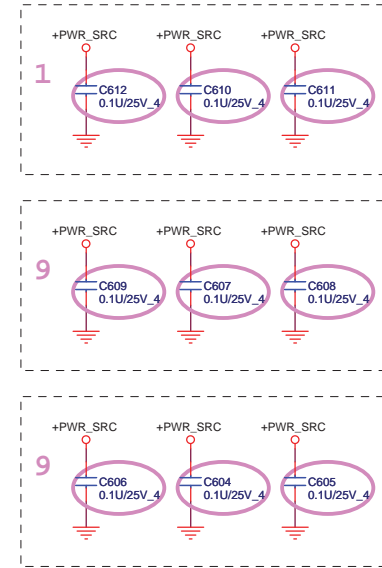 +PWR_SRC +PWR_SRC +PWR_SRC
1
C612 C610 C611
0.1U/25V_4 0.1U/25V_4 0.1U/25V_4
+PWR_SRC +PWR_SRC +PWR_SRC
9
C609 C607 C608
0.1U/25V_4 0.1U/25V_4 0.1U/25V_4
+PWR_SRC +PWR_SRC +PWR_SRC
9
C606 C604 C605
0.1U/25V_4 0.1U/25V_4 0.1U/25V_4